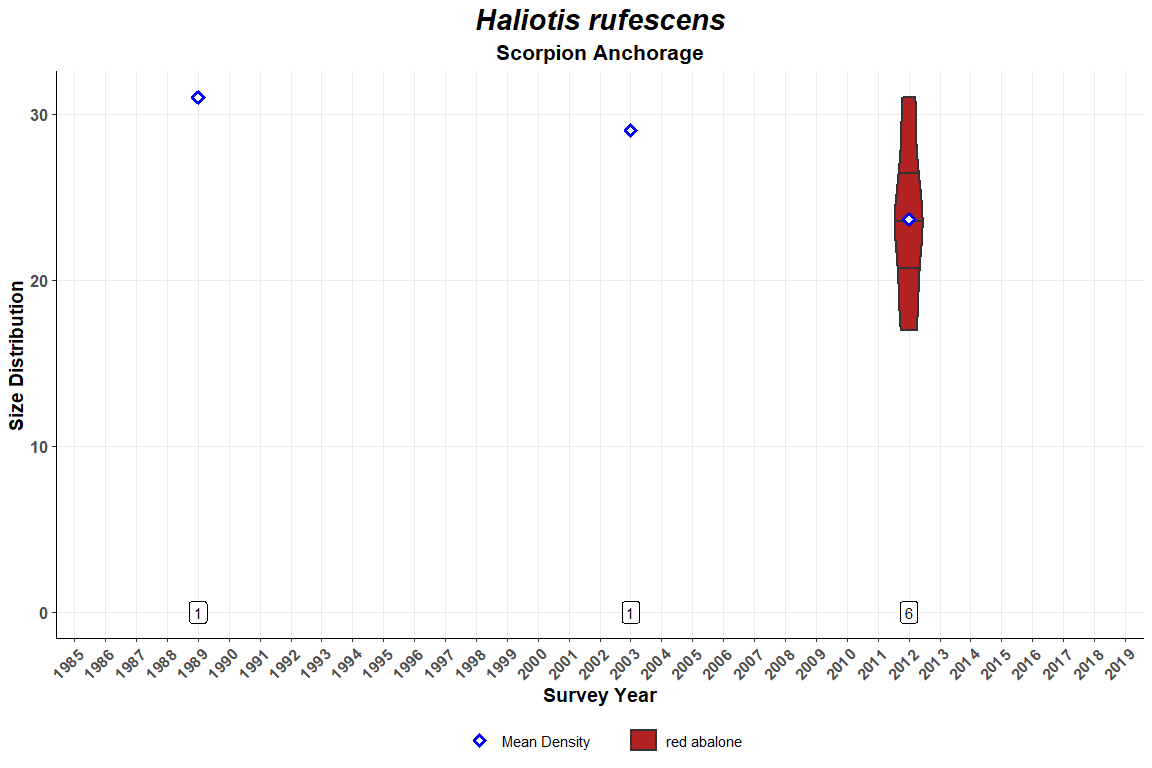 Haliotis rufescens
Scorpion Anchorage
Size Distribution
30
20
10
0
1
1
6
1985 1986 1987 1988 1989 1990 1991 1992 1993 1994 1995 1996 1997 1998 1999 2000 2001 2002 2003 2004 2005 2006 2007 2008 2009 2010 2011 2012 2013 2014 2015 2016 2017 2018 2019
Survey Year
Mean Density red abalone